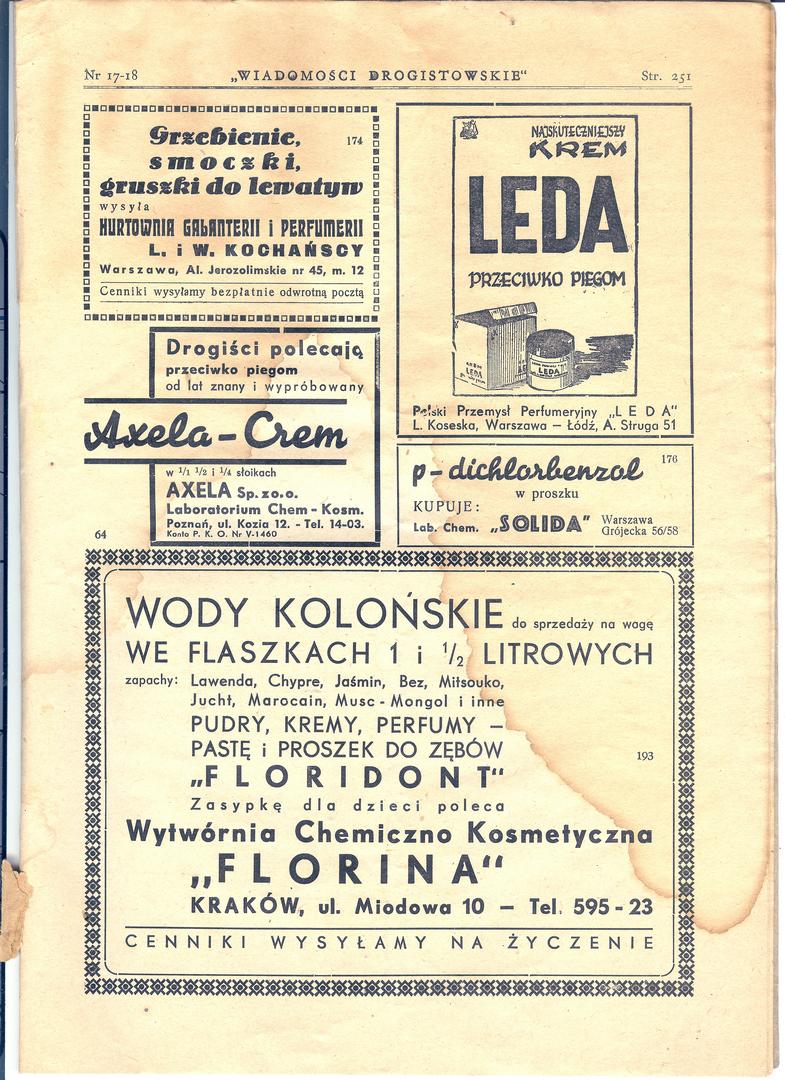 Nr 17-18 „WIADOMOŚCI DROGISTOWSKIE“ Str. 251
Grzebienie,
174
smoczki,
gruszki do lewatyw
wysyła
HURTOWNIA GALANTERII i PERFUMERII
L. i W. KOCHAŃSCY
Warszawa, Al. Jerozolimskie nr 45, m. 12
Cenniki wysyłamy bezpłatnie odwrotną pocztą
NAJSKUTECZNIEJSZY
KREM
LEDA
PRZECIWKO PIEGOM
KREM
LEDA
LEDA
Polski Przemysł Perfumeryjny „LEDA“
L. Koseska, Warszawa — Łódź, A. Struga 51
Drogiści polecają
przeciwko piegom
od lat znany i wypróbowany
Axela-Crem
w 1/1 1/2 i 1/4 słoikach
AXELA Sp. zo.o.
Laboratorium Chem-Kosm.
Poznań, ul. Kozia 12. - Tel. 14-03.
Konto P. K. O. Nr V-1460
64
p-dichlorbenzol
176
w proszku
KUPUJE:
Lab. Chem. „SOLIDA“ Warszawa
Grójecka 56/58
WODY KOLOŃSKIE do sprzedaży na wagę
WE FLASZKACH 1 i 1/2 LITROWYCH
zapachy: Lawenda, Chypre, Jaśmin, Bez, Mitsouko,
Jucht, Marocain, Musc-Mongol i inne
PUDRY, KREMY, PERFUMY —
PASTĘ i PROSZEK DO ZĘBÓW
193
„FLORIDONT“
Zasypkę dla dzieci poleca
Wytwórnia Chemiczno Kosmetyczna
„FLORINA“
KRAKÓW, ul. Miodowa 10 — Tel. 595-23
CENNIKI WYSYŁAMY NA ŻYCZENIE